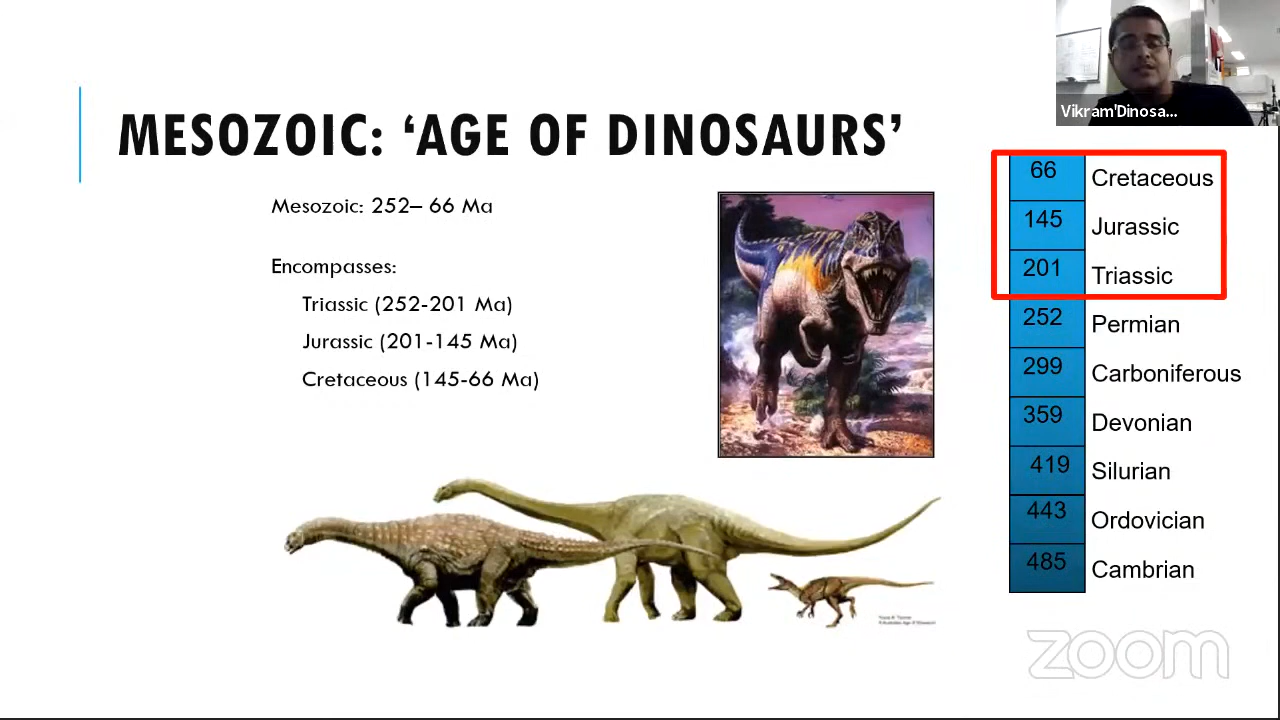 Vikram'Dinosa...
MESOZOIC: ‘AGE OF DINOSAURS’
Mesozoic: 252– 66 Ma
Encompasses:
Triassic (252-201 Ma)
Jurassic (201-145 Ma)
Cretaceous (145-66 Ma)
66 Cretaceous
145 Jurassic
201 Triassic
252 Permian
299 Carboniferous
359 Devonian
419 Silurian
443 Ordovician
485 Cambrian
zoom